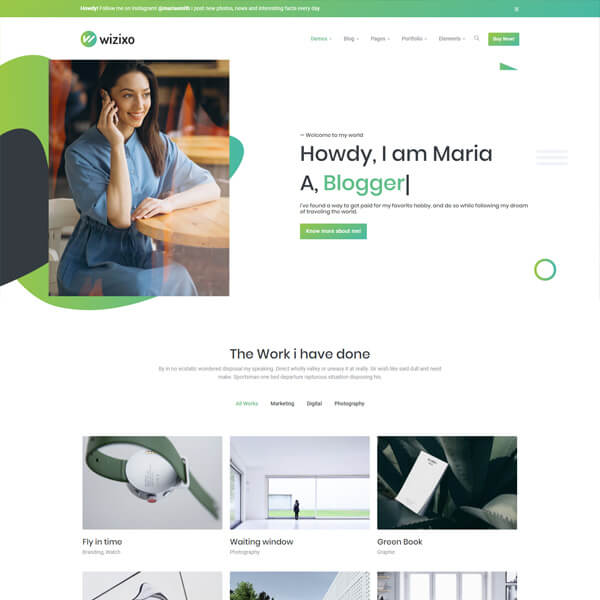 Howdy! Follow me on Instagram! @mariasmith I post new photos, news and interesting facts every day
wizixo
Demos Blog Pages Portfolio Elements Buy Now!
Welcome to my world
Howdy, I am Maria
A, Blogger|
I've found a way to get paid for my favorite hobby, and do so while following my dream
of traveling the world.
Know more about me!
The Work i have done
By in no ecstatic wondered disposal my speaking. Direct wholly valley or uneasy it at really. Sir wish like said dull and need
make. Sportsman one bed departure rapturous situation disposing his.
All Works Marketing Digital Photography
Fly in time Waiting window Green Book
Branding, Watch Photography Graphic